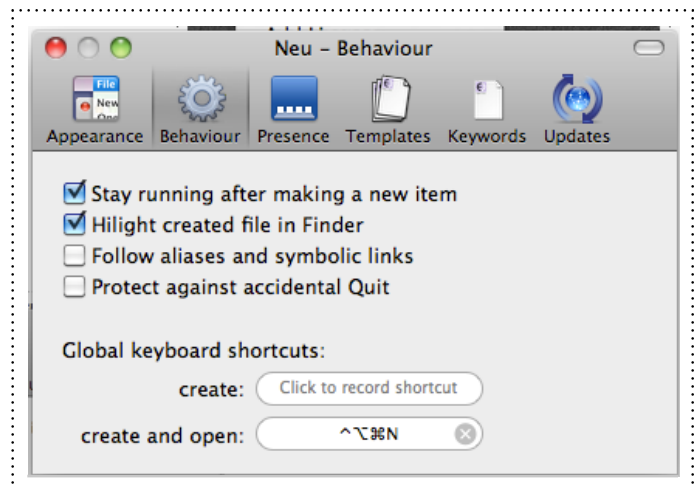 Neu – Behaviour
File
New
Appearance Behaviour Presence Templates Keywords Updates
Stay running after making a new item
Hilight created file in Finder
Follow aliases and symbolic links
Protect against accidental Quit
Global keyboard shortcuts:
create: Click to record shortcut
create and open: ^⌥⌘N